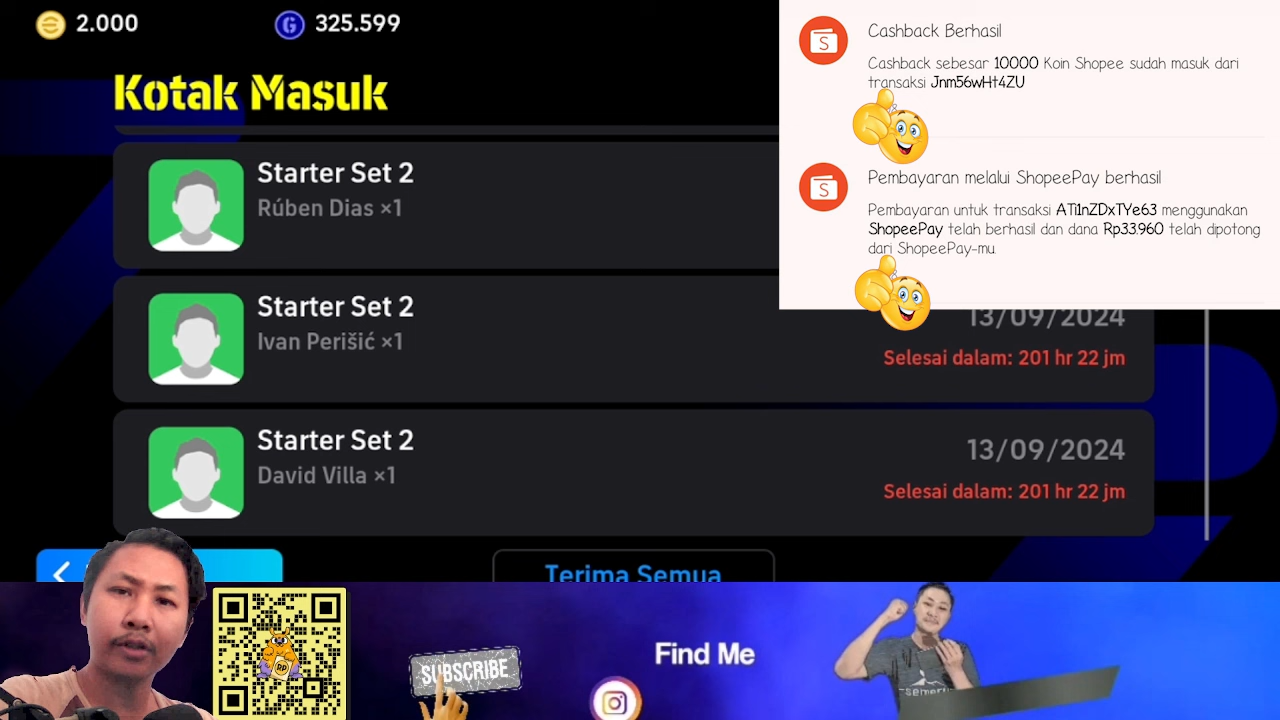 2.000
325.599
Kotak Masuk
Starter Set 2
Rúben Dias ×1
Starter Set 2
Ivan Perišić ×1
13/09/2024
Selesai dalam: 201 hr 22 jm
Starter Set 2
David Villa ×1
13/09/2024
Selesai dalam: 201 hr 22 jm
Terima Semua
Cashback Berhasil
Cashback sebesar 10000 Koin Shopee sudah masuk dari
transaksi Jnm56wHt4ZU
Pembayaran melalui ShopeePay berhasil
Pembayaran untuk transaksi ATi1nZDxTYe63 menggunakan
ShopeePay telah berhasil dan dana Rp33.960 telah dipotong
dari ShopeePay-mu.
RP
SUBSCRIBE
Find Me
semeru